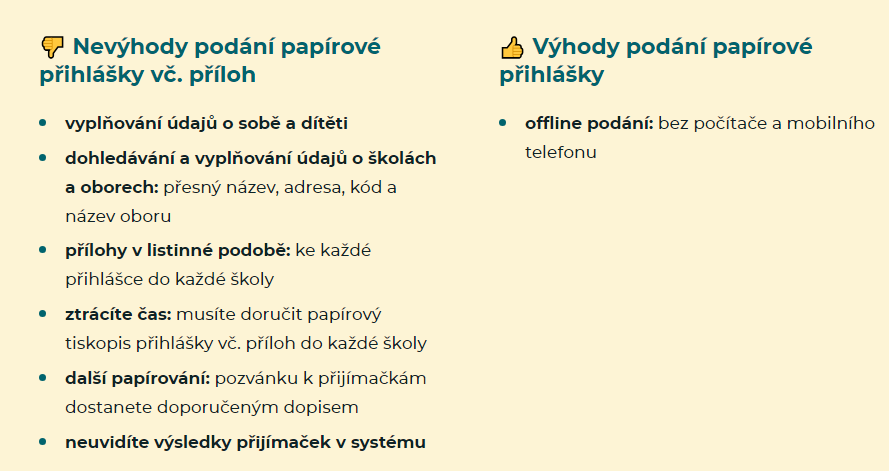 👎 Nevýhody podání papírové
přihlášky vč. příloh
• vyplňování údajů o sobě a dítěti
• dohledávání a vyplňování údajů o školách
a oborech: přesný název, adresa, kód a
název oboru
• přílohy v listinné podobě: ke každé
přihlášce do každé školy
• ztrácíte čas: musíte doručit papírový
tiskopis přihlášky vč. příloh do každé školy
• další papírování: pozvánku k přijímačkám
dostanete doporučeným dopisem
• neuvidíte výsledky přijímaček v systému
👍 Výhody podání papírové
přihlášky
• offline podání: bez počítače a mobilního
telefonu